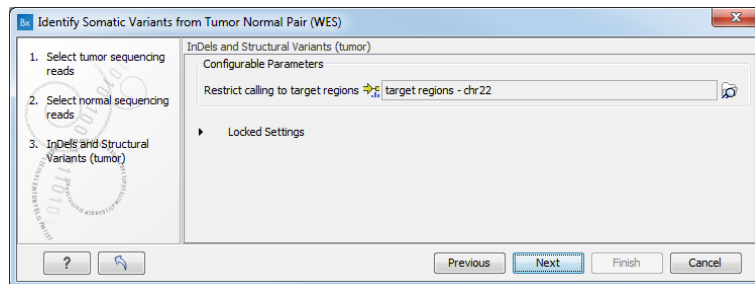 Bx Identify Somatic Variants from Tumor Normal Pair (WES)
1. Select tumor sequencing
reads
2. Select normal sequencing
reads
3. InDels and Structural
Variants (tumor)
InDels and Structural Variants (tumor)
Configurable Parameters
Restrict calling to target regions target regions - chr22
Locked Settings
? Previous Next Finish Cancel